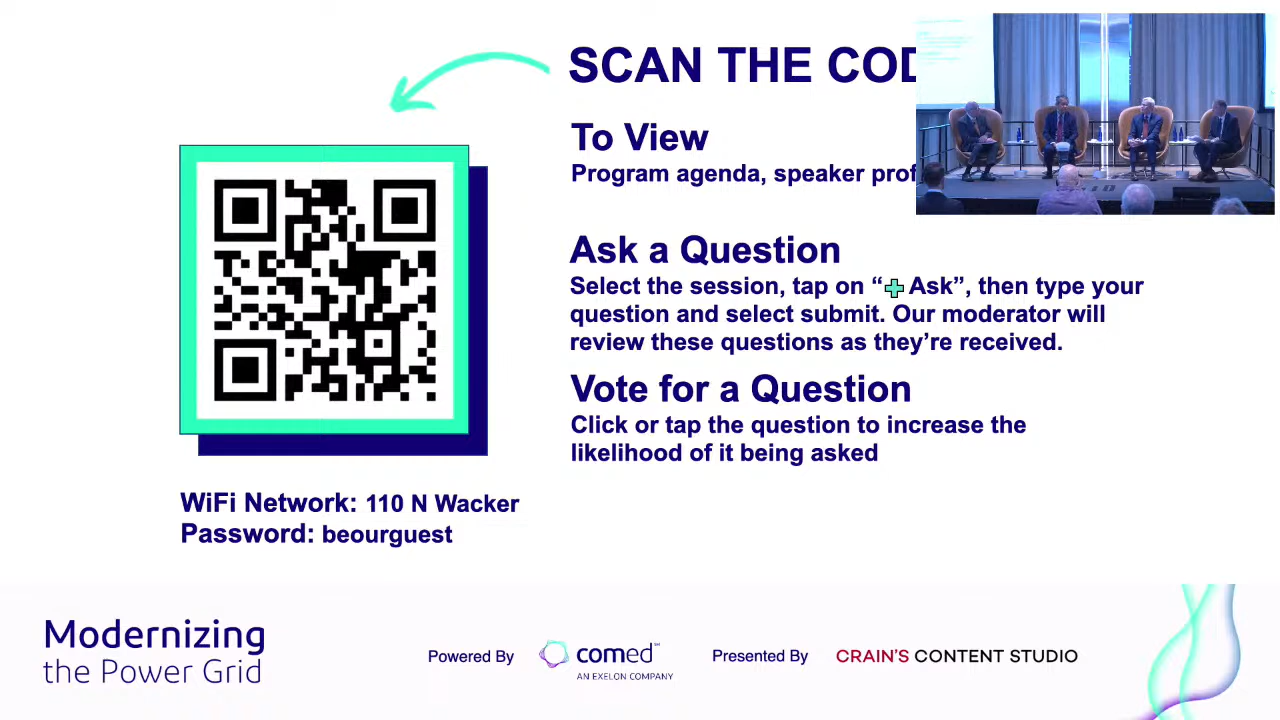 SCAN THE COD
To View
Program agenda, speaker prof
Ask a Question
Select the session, tap on “+ Ask”, then type your
question and select submit. Our moderator will
review these questions as they’re received.
Vote for a Question
Click or tap the question to increase the
likelihood of it being asked
WiFi Network: 110 N Wacker
Password: beourguest
Modernizing
the Power Grid
Powered By
comed℠
AN EXELON COMPANY
Presented By
CRAIN'S CONTENT STUDIO